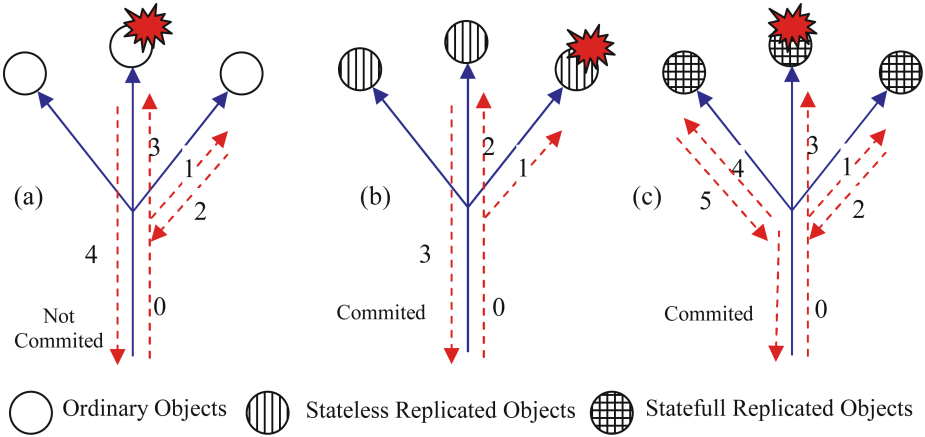 (a)
3
1
2
4
0
Not
Commited
(b)
2
1
3
0
Commited
(c)
3
1
4
5
2
0
Commited
Ordinary Objects
Stateless Replicated Objects
Statefull Replicated Objects